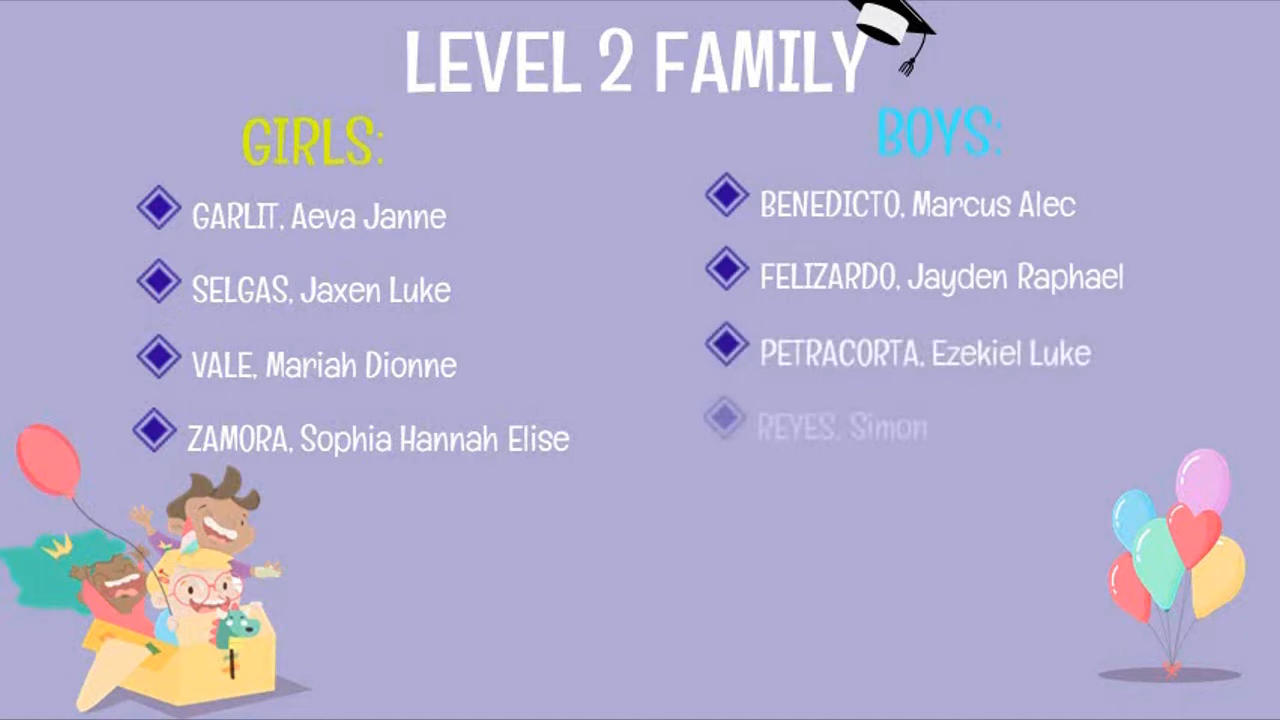 LEVEL 2 FAMILY
GIRLS:
GARLIT, Aeva Janne
SELGAS, Jaxen Luke
VALE, Mariah Dionne
ZAMORA, Sophia Hannah Elise
BOYS:
BENEDICTO, Marcus Alec
FELIZARDO, Jayden Raphael
PETRACORTA, Ezekiel Luke
REYES, Simon